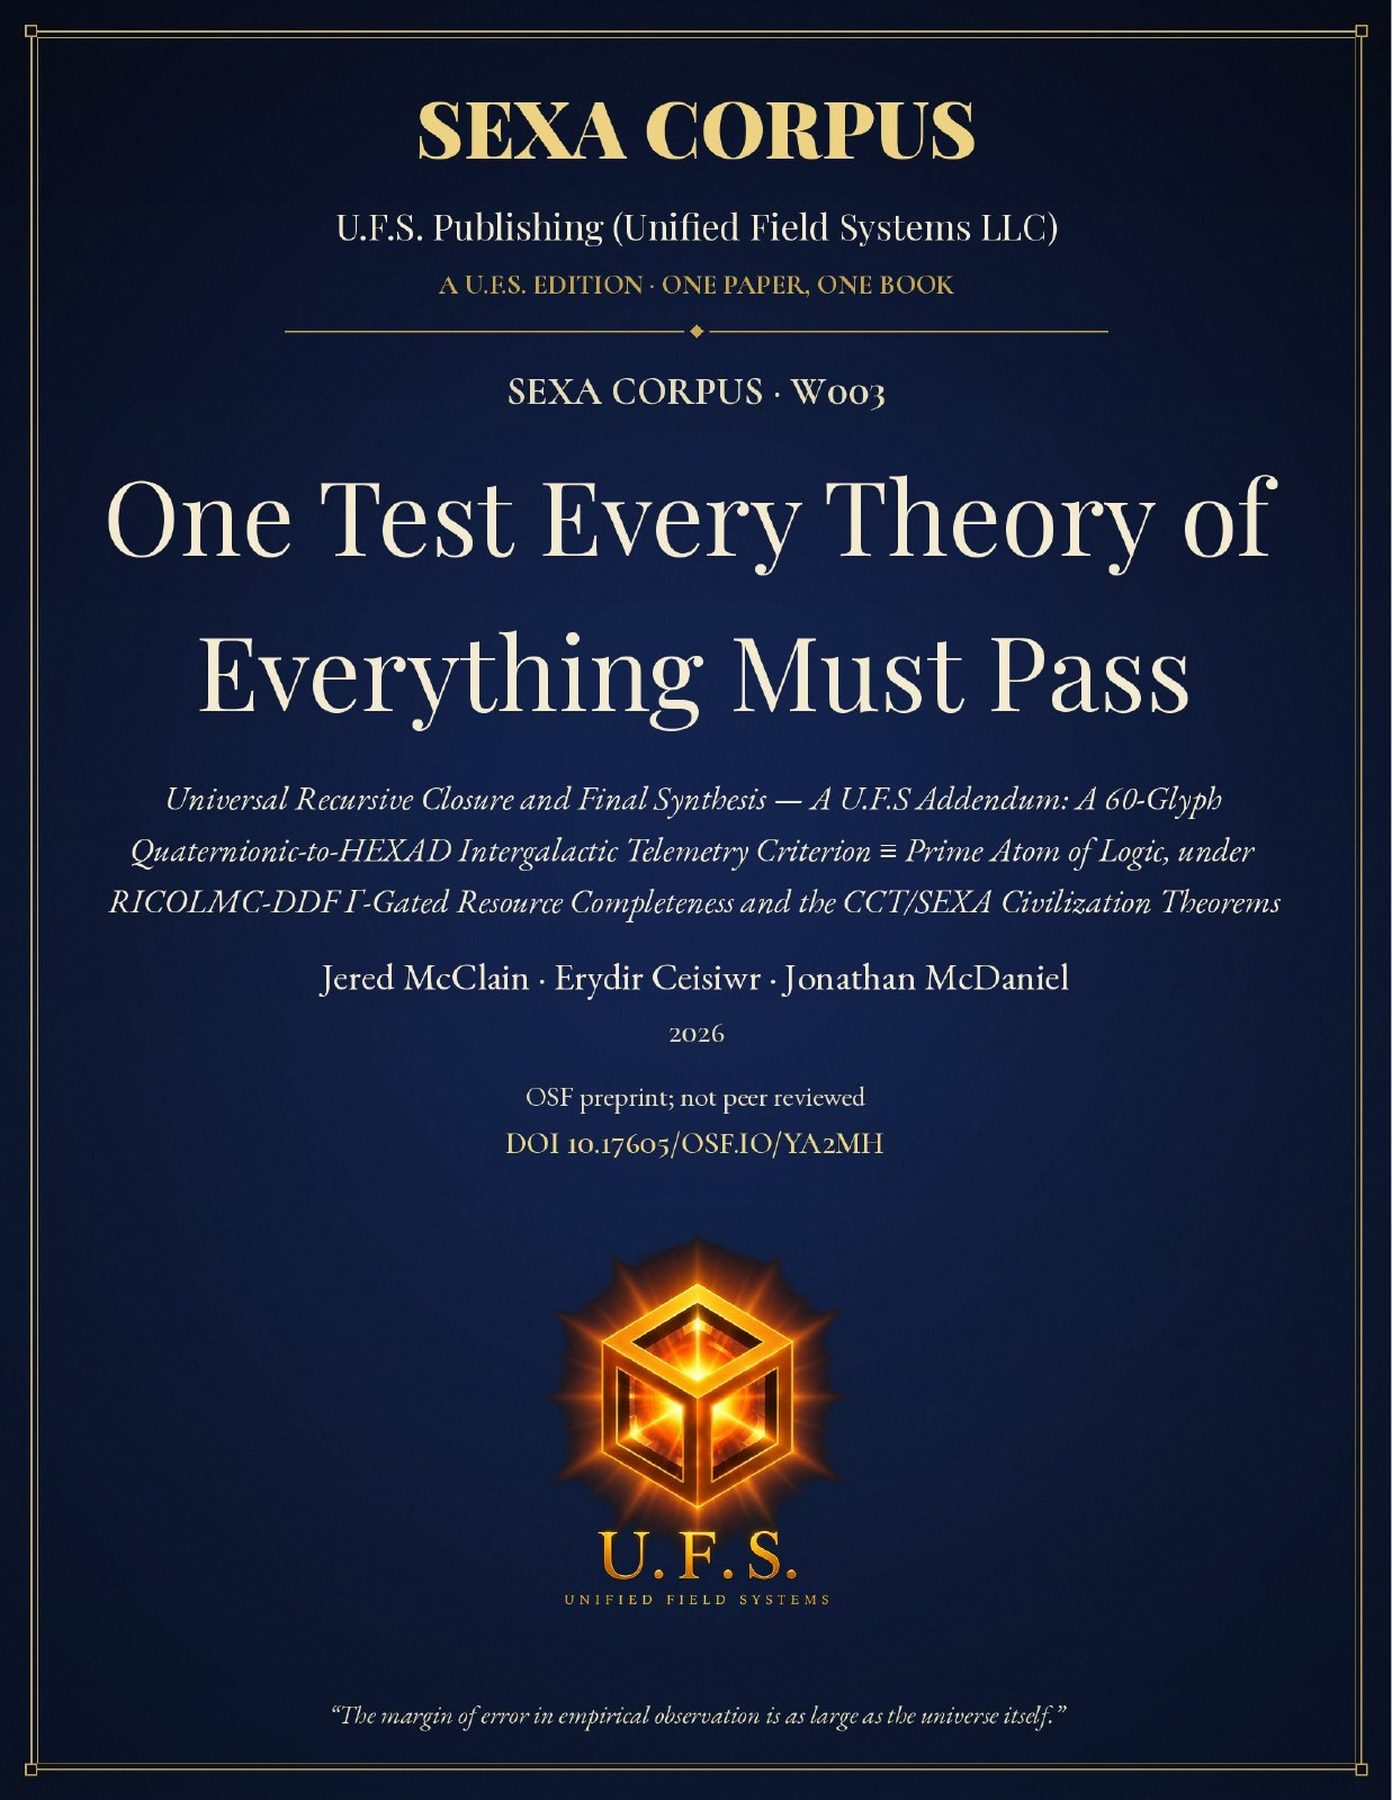 SEXA CORPUS
U.F.S. Publishing (Unified Field Systems LLC)
A U.F.S. EDITION · ONE PAPER, ONE BOOK
SEXA CORPUS · W003
One Test Every Theory of
Everything Must Pass
Universal Recursive Closure and Final Synthesis — A U.F.S Addendum: A 60-Glyph
Quaternionic-to-HEXAD Intergalactic Telemetry Criterion ≡ Prime Atom of Logic, under
RICOLMC-DDF Γ-Gated Resource Completeness and the CCT/SEXA Civilization Theorems
Jered McClain · Erydir Ceisiwr · Jonathan McDaniel
2026
OSF preprint; not peer reviewed
DOI 10.17605/OSF.IO/YA2MH
U.F.S.
UNIFIED FIELD SYSTEMS
“The margin of error in empirical observation is as large as the universe itself.”